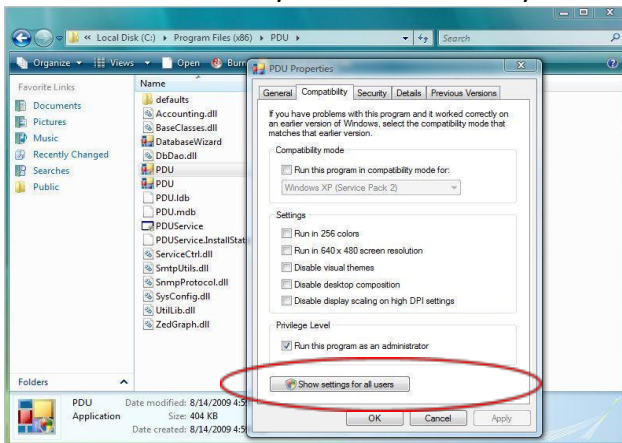 « Local Disk (C:) ▸ Program Files (x86) ▸ PDU ▸
Search
Organize Views Open Burn
Favorite Links
Documents
Pictures
Music
Recently Changed
Searches
Public
Folders
Name
defaults
Accounting.dll
BaseClasses.dll
DatabaseWizard
DbDao.dll
PDU
PDU
PDU.ldb
PDU.mdb
PDUService
PDUService.InstallStat
ServiceCtrl.dll
SmtpUtils.dll
SnmpProtocol.dll
SysConfig.dll
UtilLib.dll
ZedGraph.dll
PDU Properties
General Compatibility Security Details Previous Versions
If you have problems with this program and it worked correctly on
an earlier version of Windows, select the compatibility mode that
matches that earlier version.
Compatibility mode
Run this program in compatibility mode for:
Windows XP (Service Pack 2)
Settings
Run in 256 colors
Run in 640 x 480 screen resolution
Disable visual themes
Disable desktop composition
Disable display scaling on high DPI settings
Privilege Level
Run this program as an administrator
Show settings for all users
OK Cancel Apply
PDU Date modified: 8/14/2009 4:5
Application Size: 404 KB
Date created: 8/14/2009 4:5